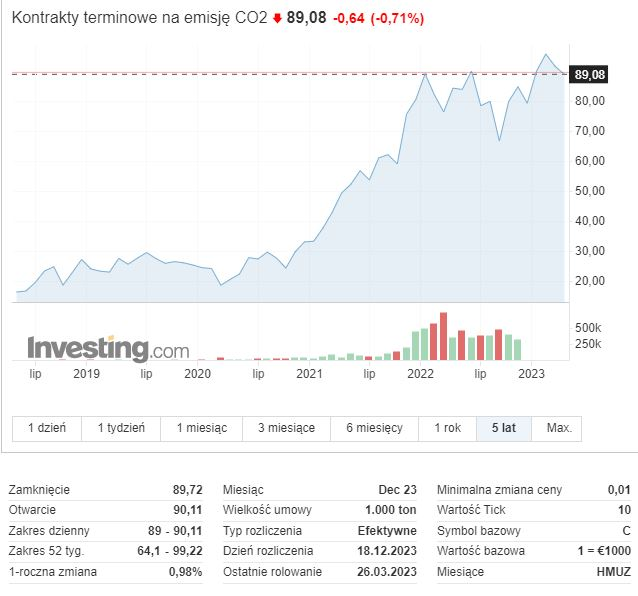 Kontrakty terminowe na emisję CO2 89,08 -0,64 (-0,71%)
89,08
80,00
70,00
60,00
50,00
40,00
30,00
20,00
500k
250k
Investing.com
lip 2019 lip 2020 lip 2021 lip 2022 lip 2023
1 dzień 1 tydzień 1 miesiąc 3 miesiące 6 miesięcy 1 rok 5 lat Max.
Zamknięcie 89,72 Miesiąc Dec 23 Minimalna zmiana ceny 0,01
Otwarcie 90,11 Wielkość umowy 1.000 ton Wartość Tick 10
Zakres dzienny 89 - 90,11 Typ rozliczenia Efektywne Symbol bazowy C
Zakres 52 tyg. 64,1 - 99,22 Dzień rozliczenia 18.12.2023 Wartość bazowa 1 = €1000
1-roczna zmiana 0,98% Ostatnie rolowanie 26.03.2023 Miesiące HMUZ